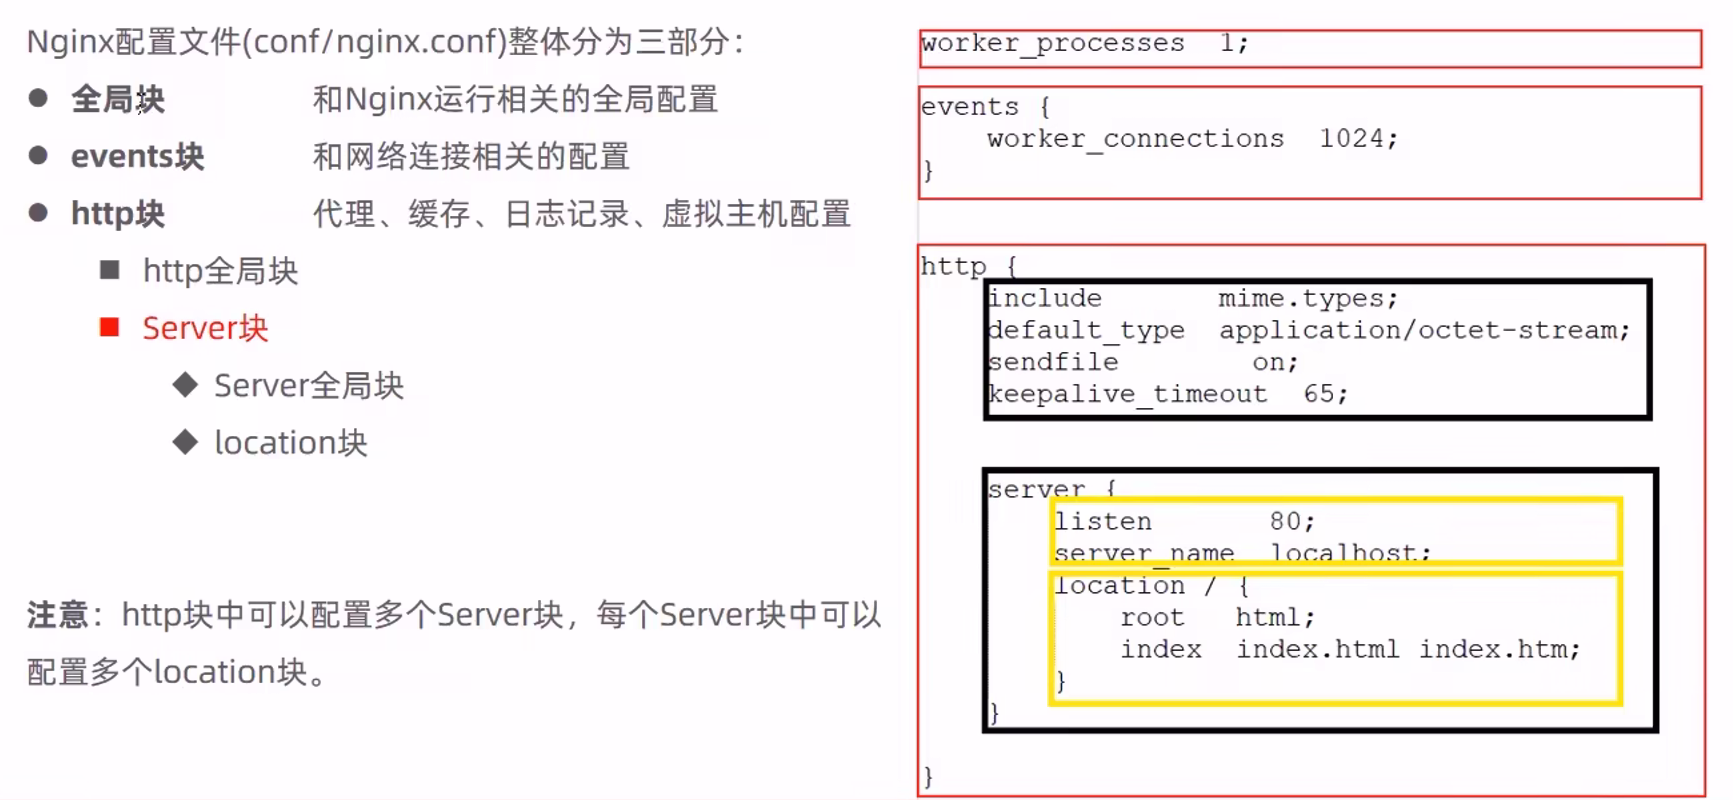 Nginx配置文件(conf/nginx.conf)整体分为三部分：
● 全局块 和Nginx运行相关的全局配置
● events块 和网络连接相关的配置
● http块 代理、缓存、日志记录、虚拟主机配置
■ http全局块
■ Server块
◆ Server全局块
◆ location块
注意：http块中可以配置多个Server块，每个Server块中可以
配置多个location块。
worker_processes  1;
events {
    worker_connections  1024;
}
http {
    include       mime.types;
    default_type  application/octet-stream;
    sendfile        on;
    keepalive_timeout  65;
    server {
        listen       80;
        server_name  localhost;
        location / {
            root   html;
            index  index.html index.htm;
        }
    }
}